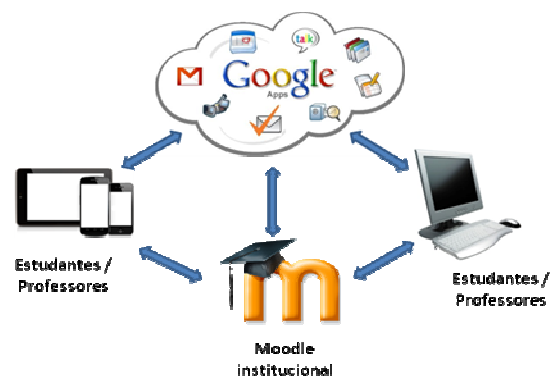 talk
Google
Apps
Estudantes /
Professores
Estudantes /
Professores
m
Moodle
institucional